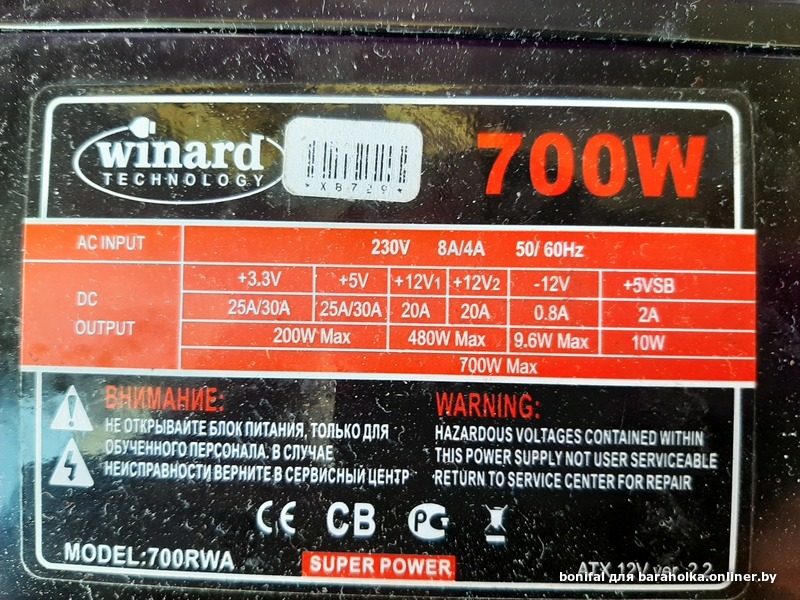 winard
TECHNOLOGY
*XB729*
700W
AC INPUT 230V 8A/4A 50/ 60Hz
DC OUTPUT
+3.3V +5V +12V1 +12V2 -12V +5VSB
25A/30A 25A/30A 20A 20A 0.8A 2A
200W Max 480W Max 9.6W Max 10W
700W Max
ВНИМАНИЕ:
НЕ ОТКРЫВАЙТЕ БЛОК ПИТАНИЯ, ТОЛЬКО ДЛЯ
ОБУЧЕННОГО ПЕРСОНАЛА. В СЛУЧАЕ
НЕИСПРАВНОСТИ ВЕРНИТЕ В СЕРВИСНЫЙ ЦЕНТР
WARNING:
HAZARDOUS VOLTAGES CONTAINED WITHIN
THIS POWER SUPPLY NOT USER SERVICEABLE
RETURN TO SERVICE CENTER FOR REPAIR
CE CB PC
MODEL:700RWA
SUPER POWER
ATX 12V ver 2.2
bonifai для baraholka.onliner.by